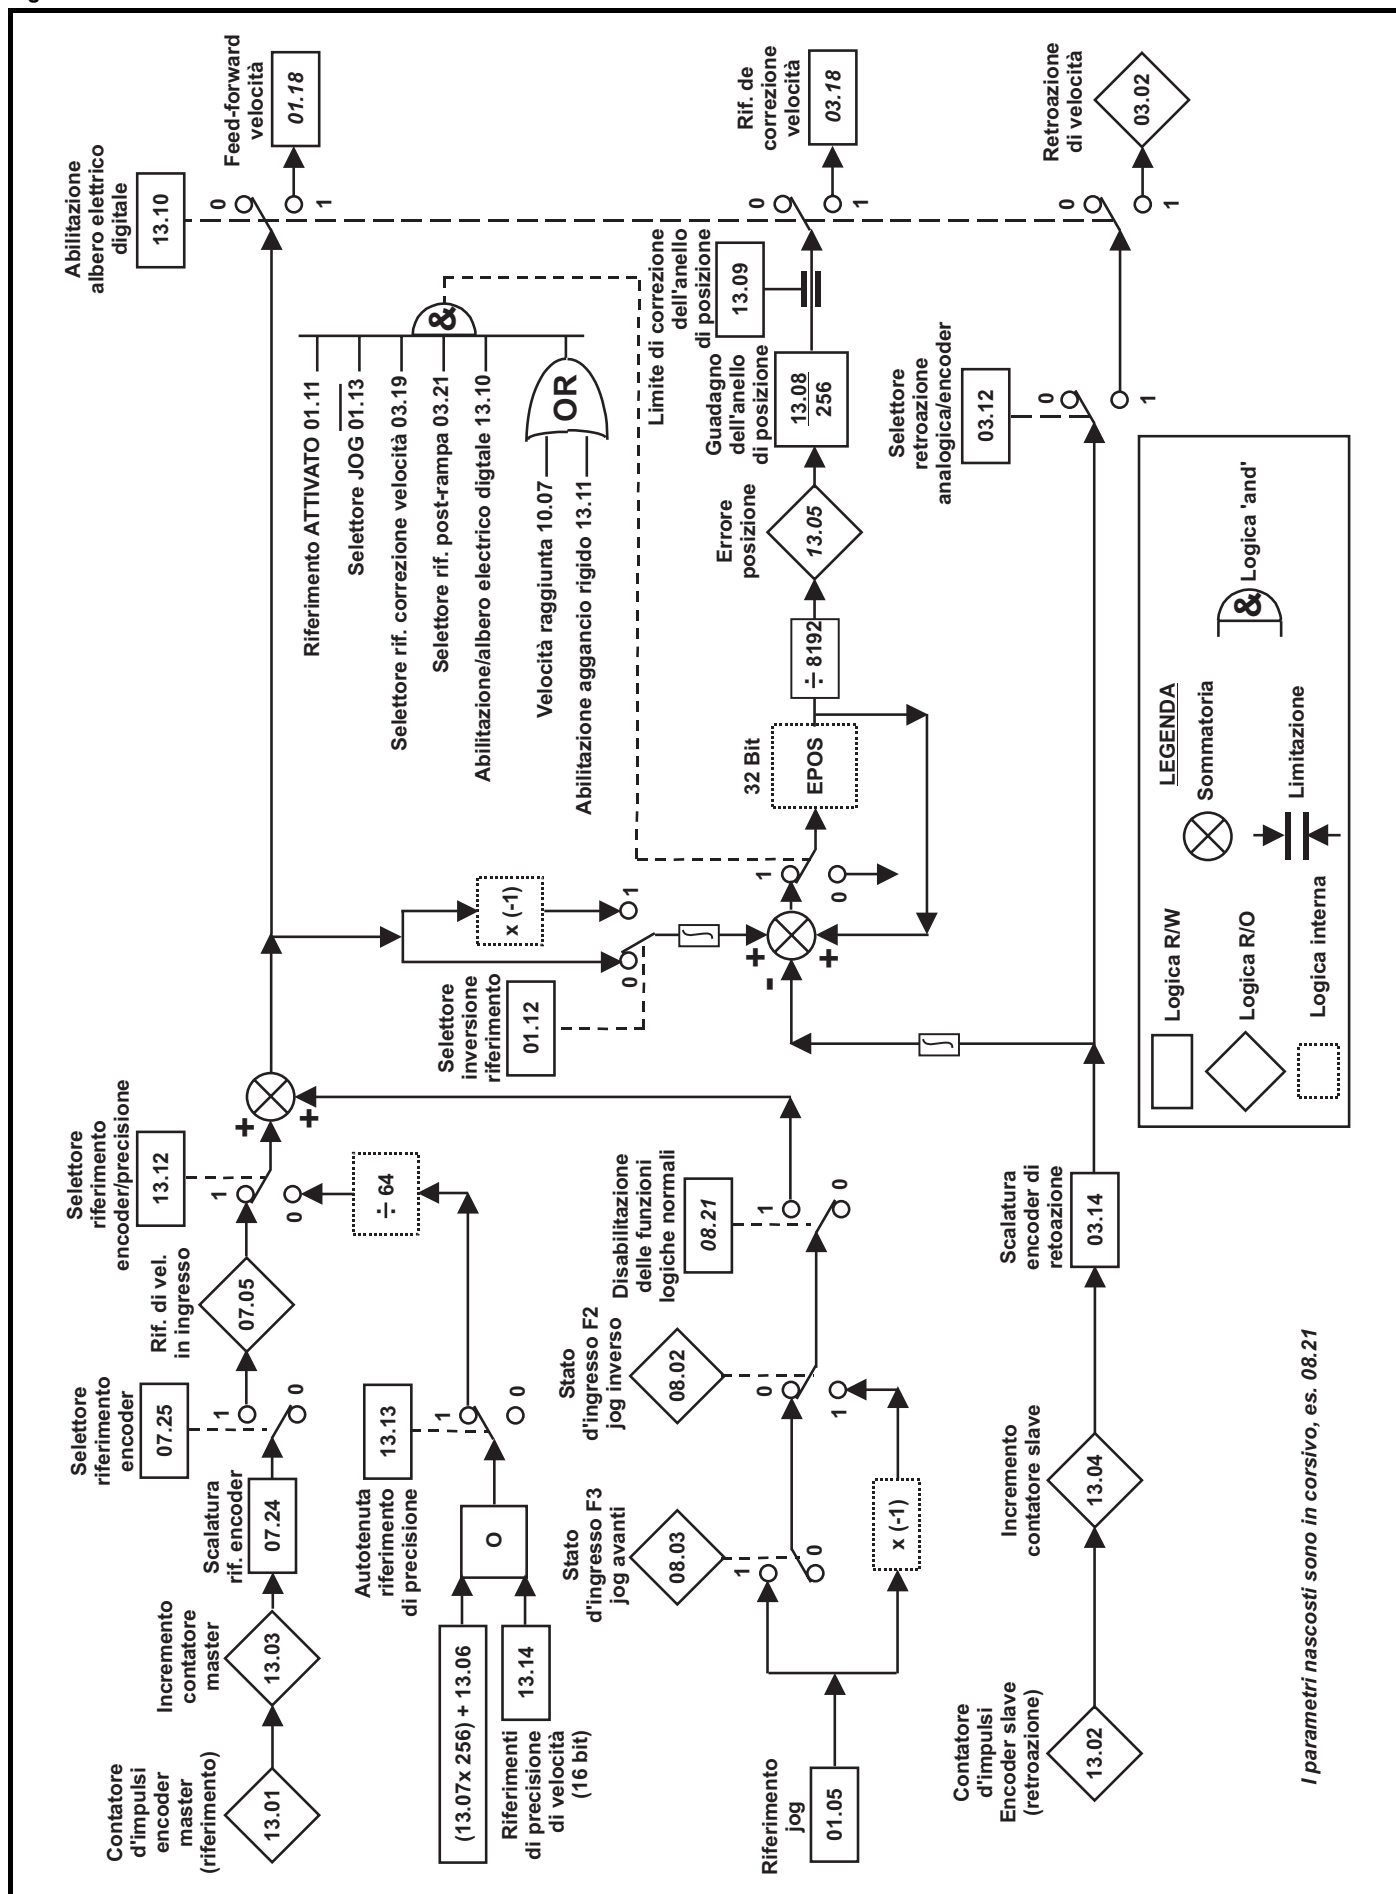 Contatore
d'impulsi
encoder
master
(riferimento)
13.01
Incremento
contatore
master
13.03
Scalatura
rif. encoder
07.24
Selettore
riferimento
encoder
07.25
1
0
Rif. di vel.
in ingresso
07.05
Selettore
riferimento
encoder/precisione
13.12
1
0
+
+
÷ 64
(13.07x 256) + 13.06
13.14
Riferimenti
di precisione
di velocità
(16 bit)
O
Autotenuta
riferimento
di precisione
13.13
1
0
Selettore
inversione
riferimento
01.12
0
1
x (-1)
Abilitazione
albero elettrico
digitale
13.10
0
1
Feed-forward
velocità
01.18
Riferimento ATTIVATO 01.11
Selettore JOG 01.13
Selettore rif. correzione velocità 03.19
Selettore rif. post-rampa 03.21
Abilitazione/albero electrico digtale 13.10
Velocità raggiunta 10.07
Abilitazione aggancio rigido 13.11
OR
&
Riferimento
jog
01.05
Stato
d'ingresso F3
jog avanti
08.03
1
0
x (-1)
Stato
d'ingresso F2
jog inverso
08.02
0
1
Disabilitazione
delle funzioni
logiche normali
08.21
1
0
+
-
+
1
0
32 Bit
EPOS
÷ 8192
Errore
posizione
13.05
Guadagno
dell'anello
di posizione
13.08
256
Limite di correzione
dell'anello
di posizione
13.09
0
1
Rif. de
correzione
velocità
03.18
Contatore
d'impulsi
Encoder slave
(retroazione)
13.02
Incremento
contatore slave
13.04
Scalatura
encoder di
retoazione
03.14
Selettore
retroazione
analogica/encoder
03.12
0
1
0
1
Retroazione
di velocità
03.02
LEGENDA
Logica R/W
Sommatoria
Logica R/O
& Logica 'and'
Logica interna
Limitazione
I parametri nascosti sono in corsivo, es. 08.21